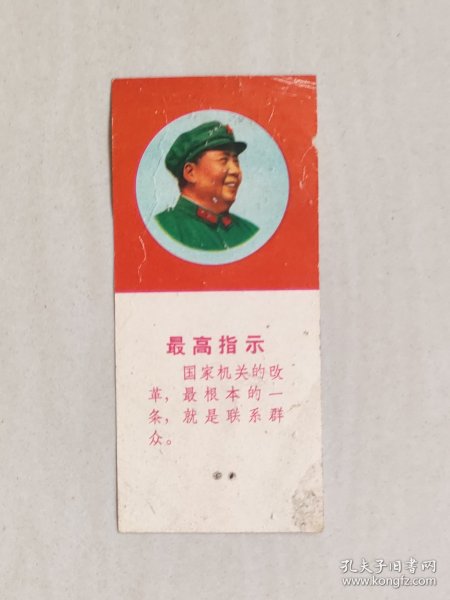 最高指示
国家机关的改
革，最根本的一
条，就是联系群
众。
孔夫子旧书网
www.kongfz.com